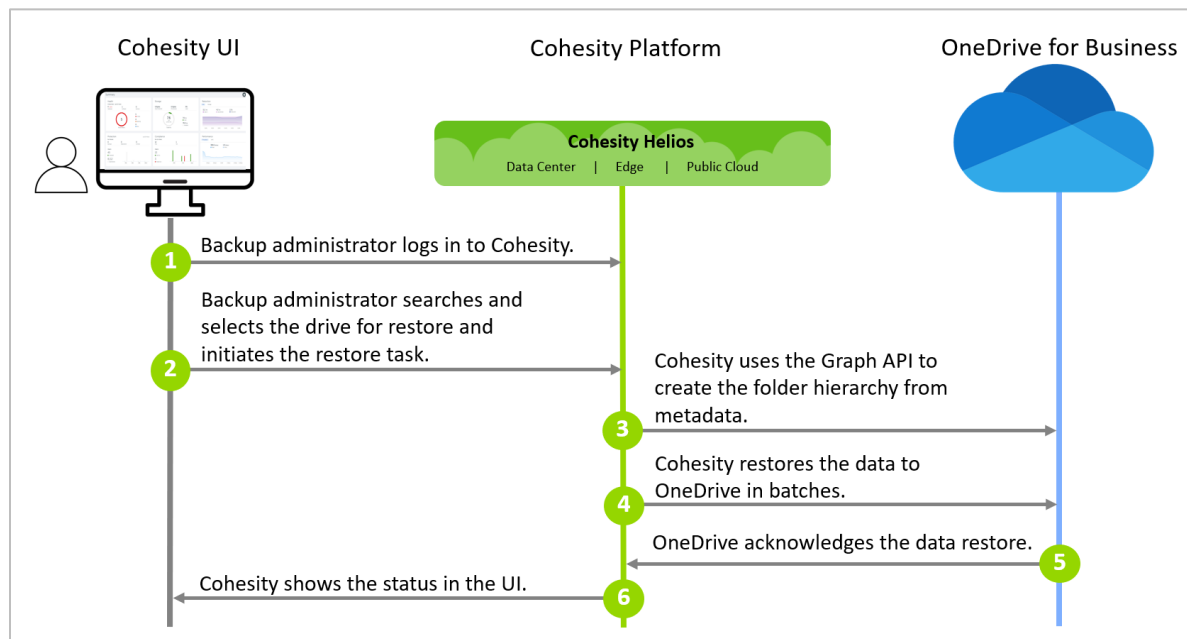 Cohesity UI
Cohesity Platform
OneDrive for Business
Cohesity Helios
Data Center | Edge | Public Cloud
1
Backup administrator logs in to Cohesity.
Backup administrator searches and
selects the drive for restore and
initiates the restore task.
2
Cohesity uses the Graph API to
create the folder hierarchy from
metadata.
3
Cohesity restores the data to
OneDrive in batches.
4
OneDrive acknowledges the data restore.
5
Cohesity shows the status in the UI.
6